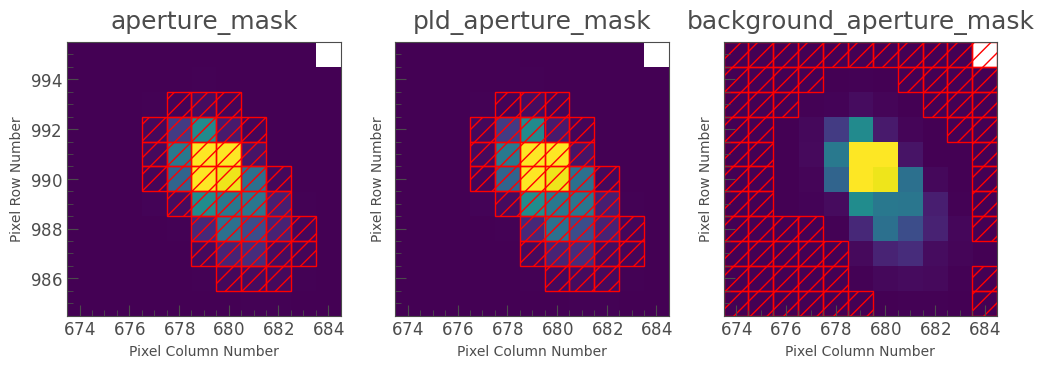 aperture_mask
pld_aperture_mask
background_aperture_mask
994
992
990
988
986
Pixel Row Number
Pixel Row Number
Pixel Row Number
674 676 678 680 682 684
674 676 678 680 682 684
674 676 678 680 682 684
Pixel Column Number
Pixel Column Number
Pixel Column Number